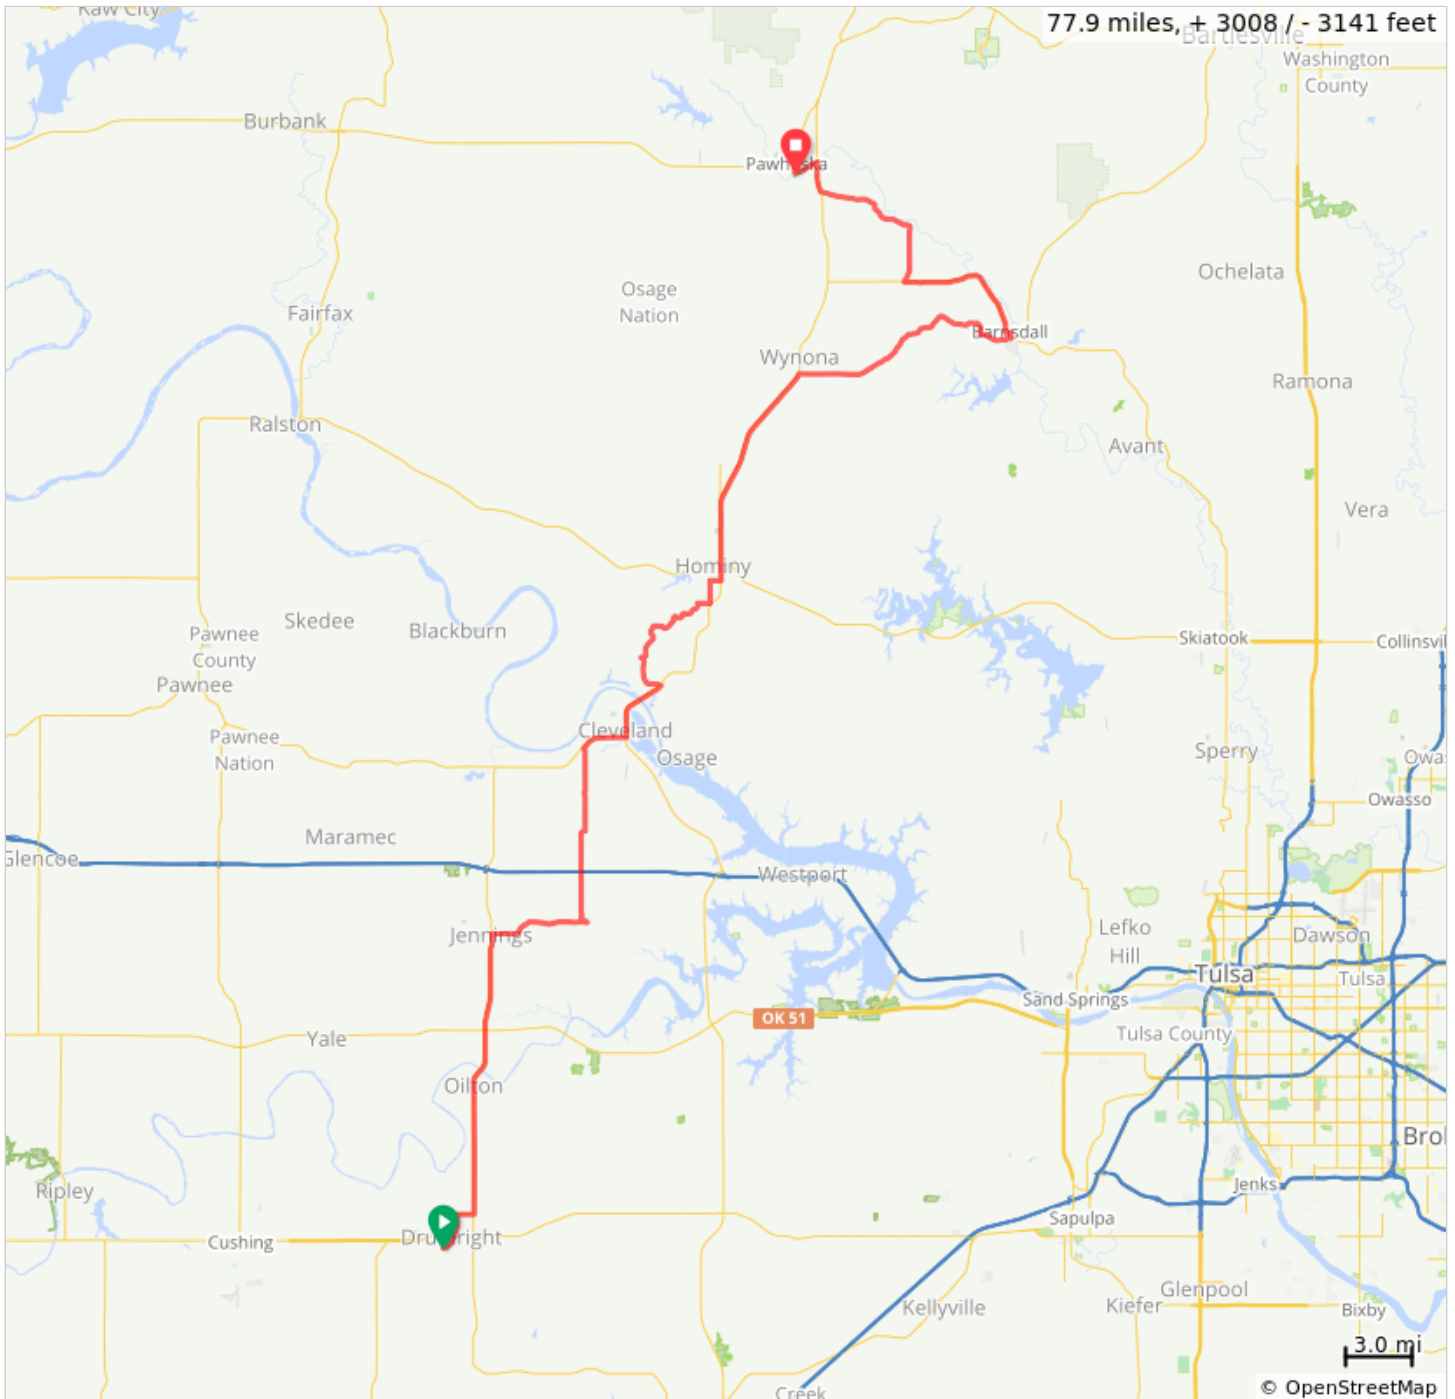 Kaw City
77.9 miles, + 3008 / - 3141 feet
Bartlesville
Washington
County
Burbank
Pawhuska
Ochelata
Osage
Nation
Fairfax
Barnsdall
Wynona
Ramona
Ralston
Avant
Vera
Hominy
Skedee
Blackburn
Pawnee
County
Pawnee
Skiatook
Collinsvil
Cleveland
Pawnee
Nation
Osage
Sperry
Owa
Owasso
Maramec
Glencoe
Westport
Jennings
Lefko
Hill
Dawson
Tulsa
Tulsa
Sand Springs
OK 51
Tulsa County
Yale
Oilton
Bro
Ripley
Jenks
Drumright
Cushing
Sapulpa
Glenpool
Kellyville
Kiefer
Bixby
3.0 mi
Creek
© OpenStreetMap